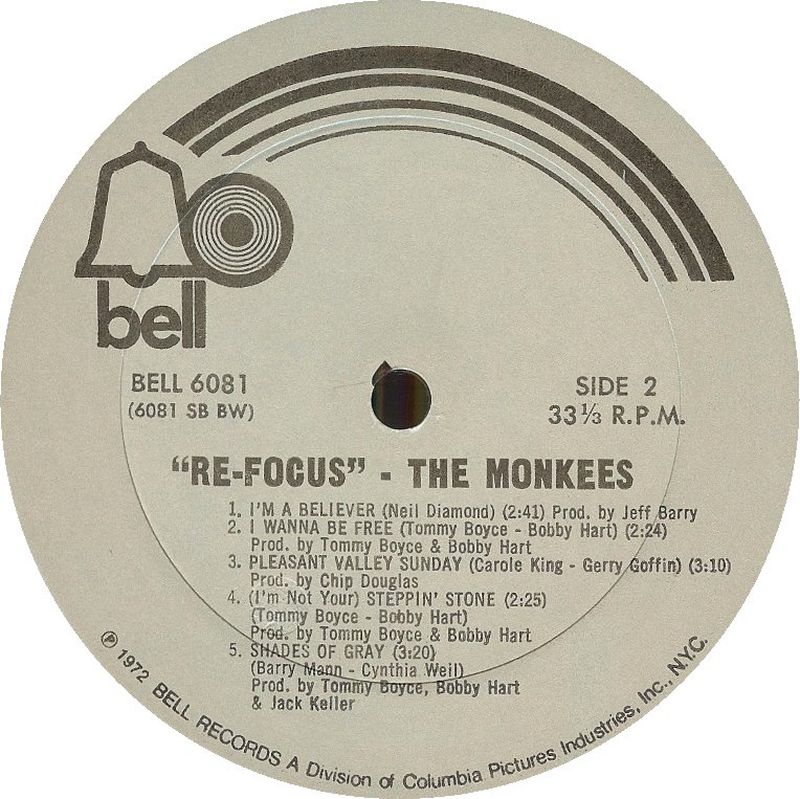 bell
BELL 6081
(6081 SB BW)
SIDE 2
33⅓ R.P.M.
"RE-FOCUS" - THE MONKEES
1. I'M A BELIEVER (Neil Diamond) (2:41) Prod. by Jeff Barry
2. I WANNA BE FREE (Tommy Boyce - Bobby Hart) (2:24)
Prod. by Tommy Boyce & Bobby Hart
3. PLEASANT VALLEY SUNDAY (Carole King - Gerry Goffin) (3:10)
Prod. by Chip Douglas
4. (I'm Not Your) STEPPIN' STONE (2:25)
(Tommy Boyce - Bobby Hart)
Prod. by Tommy Boyce & Bobby Hart
5. SHADES OF GRAY (3:20)
(Barry Mann - Cynthia Weil)
Prod. by Tommy Boyce, Bobby Hart
& Jack Keller
℗ 1972 BELL RECORDS A Division of Columbia Pictures Industries, Inc., N.Y.C.